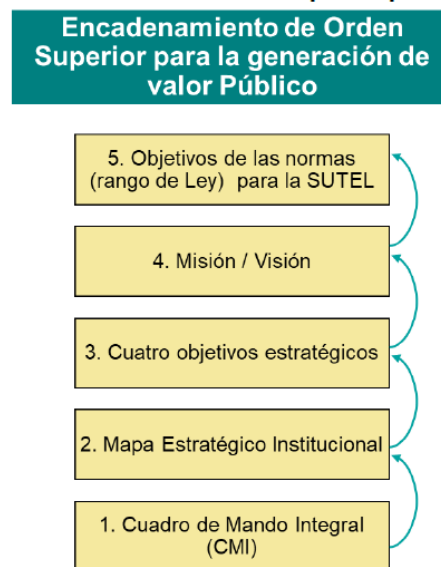 Encadenamiento de Orden
Superior para la generación de
valor Público
5. Objetivos de las normas
(rango de Ley) para la SUTEL
4. Misión / Visión
3. Cuatro objetivos estratégicos
2. Mapa Estratégico Institucional
1. Cuadro de Mando Integral
(CMI)